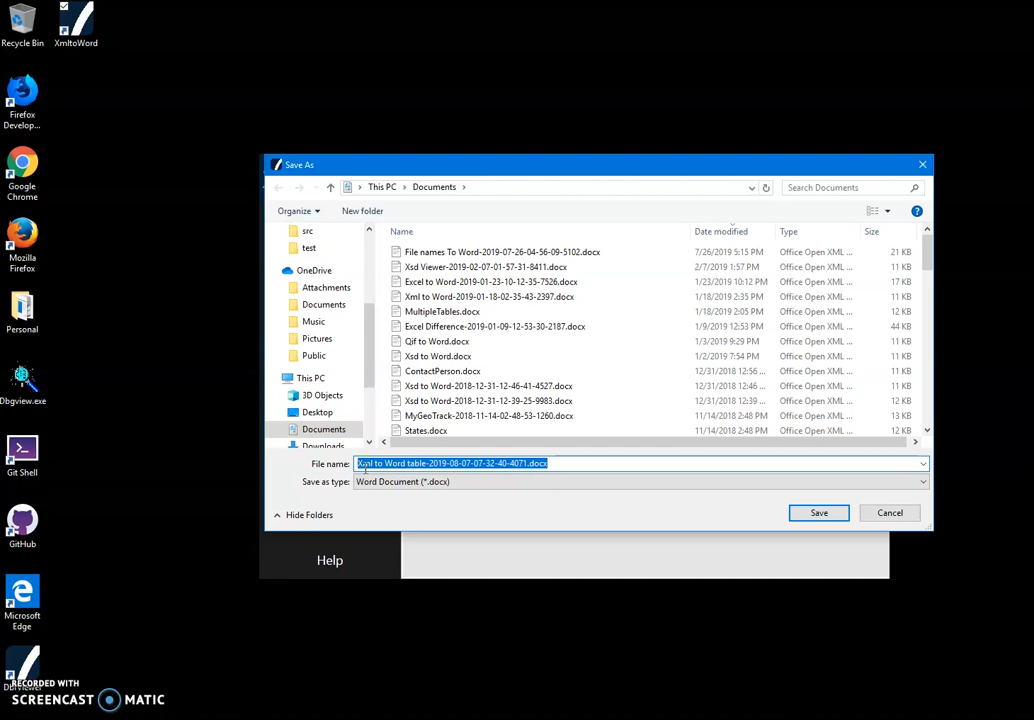 Recycle Bin
XmltoWord
Firefox
Develop...
Google
Chrome
Mozilla
Firefox
Personal
Dbgview.exe
Git Shell
GitHub
Microsoft
Edge
Save As
This PC > Documents >
Search Documents
Organize
New folder
Name Date modified Type Size
src
test
OneDrive
Attachments
Documents
Music
Pictures
Public
This PC
3D Objects
Desktop
Documents
Downloads
File names To Word-2019-07-26-04-56-09-5102.docx 7/26/2019 5:15 PM Office Open XML ... 21 KB
Xsd Viewer-2019-02-07-01-57-31-8411.docx 2/7/2019 1:57 PM Office Open XML ... 11 KB
Excel to Word-2019-01-23-10-12-35-7526.docx 1/23/2019 10:12 PM Office Open XML ... 17 KB
Xml to Word-2019-01-18-02-35-43-2397.docx 1/18/2019 2:35 PM Office Open XML ... 11 KB
MultipleTables.docx 1/18/2019 2:05 PM Office Open XML ... 12 KB
Excel Difference-2019-01-09-12-53-30-2187.docx 1/9/2019 12:53 PM Office Open XML ... 44 KB
Qif to Word.docx 1/3/2019 9:29 PM Office Open XML ... 11 KB
Xsd to Word.docx 1/2/2019 7:54 PM Office Open XML ... 11 KB
ContactPerson.docx 12/31/2018 12:56 ... Office Open XML ... 11 KB
Xsd to Word-2018-12-31-12-46-41-4527.docx 12/31/2018 12:46 ... Office Open XML ... 11 KB
Xsd to Word-2018-12-31-12-39-25-9983.docx 12/31/2018 12:39 ... Office Open XML ... 12 KB
MyGeoTrack-2018-11-14-02-48-53-1260.docx 11/14/2018 2:48 PM Office Open XML ... 13 KB
States.docx 11/14/2018 2:48 PM Office Open XML ... 12 KB
File name: Xml to Word table-2019-08-07-07-32-40-4071.docx
Save as type: Word Document (*.docx)
Hide Folders
Save
Cancel
Help
RECORDED WITH
SCREENCAST MATIC